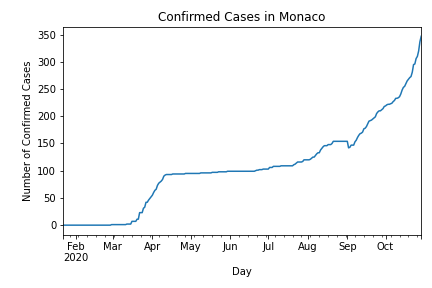 Confirmed Cases in Monaco
Number of Confirmed Cases
350
300
250
200
150
100
50
0
Feb Mar Apr May Jun Jul Aug Sep Oct
2020
Day